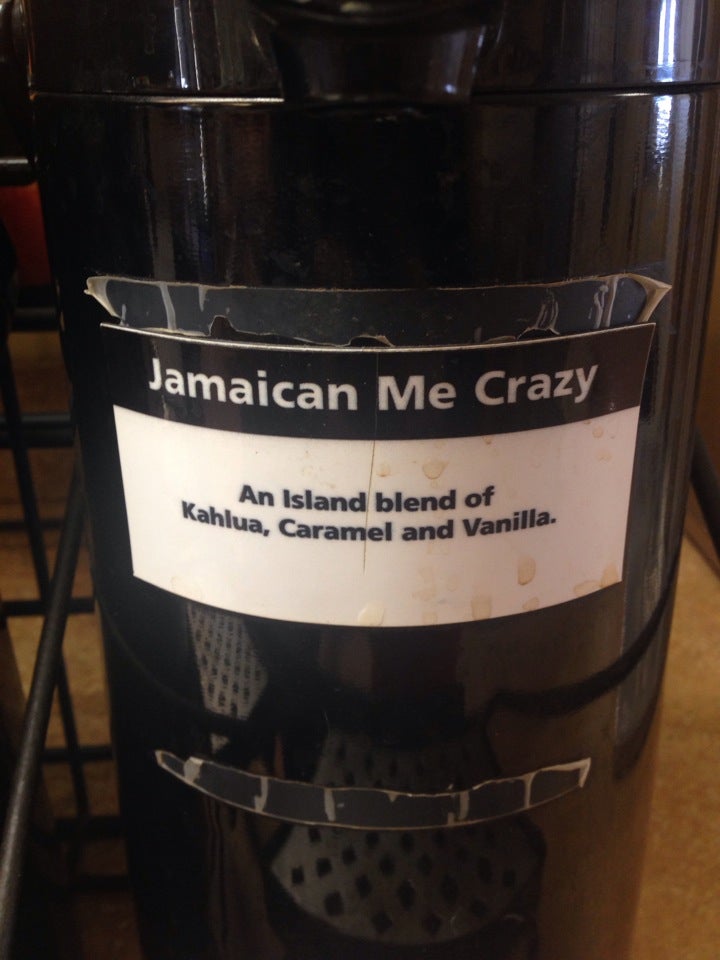 Jamaican Me Crazy
An Island blend of
Kahlua, Caramel and Vanilla.